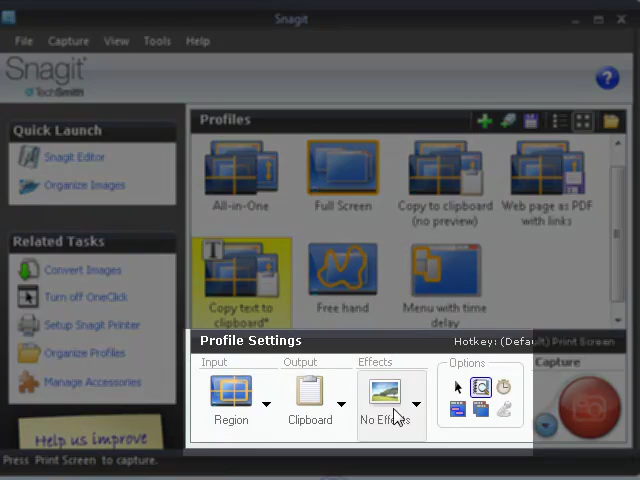 Snagit
File Capture View Tools Help
Snagit
TechSmith
?
Quick Launch
Snagit Editor
Organize Images
Related Tasks
Convert Images
Turn off OneClick
Setup Snagit Printer
Organize Profiles
Manage Accessories
Help us improve
Profiles
All-in-One
Full Screen
Copy to clipboard
(no preview)
Web page as PDF
with links
T
Copy text to
clipboard*
Free hand
Menu with time
delay
Profile Settings
Hotkey: (Default) Print Screen
Input
Output
Effects
Options
Capture
Region
Clipboard
Press Print Screen to capture.